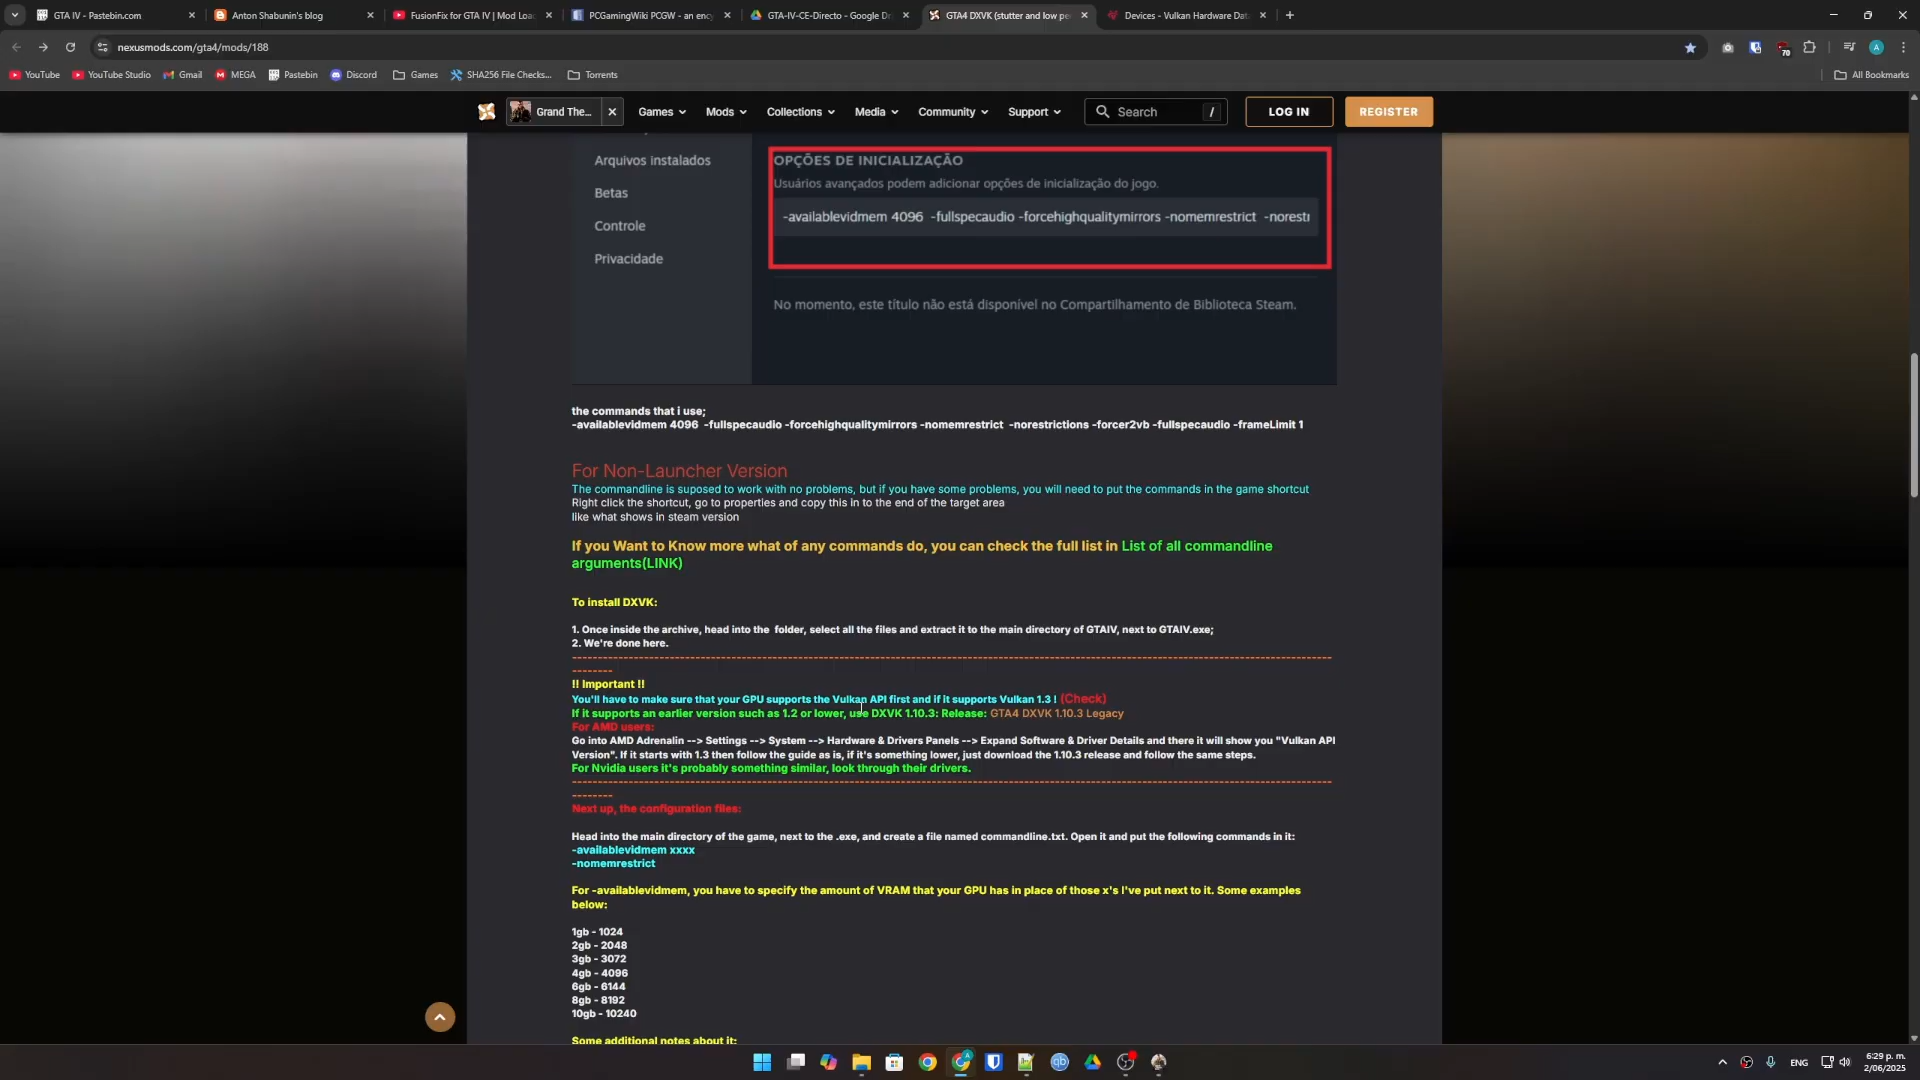 GTA IV - Pastebin.com
Anton Shabunin's blog
FusionFix for GTA IV | Mod Loa
PCGamingWiki PCGW - an ency
GTA-IV-CE-Directo - Google Dri
GTA4 DXVK (stutter and low pe
Devices - Vulkan Hardware Data
nexusmods.com/gta4/mods/188
70
A
YouTube
YouTube Studio
Gmail
MEGA
Pastebin
Discord
Games
SHA256 File Checks...
Torrents
All Bookmarks
Grand The...
Games
Mods
Collections
Media
Community
Support
Search
/
LOG IN
REGISTER
Arquivos instalados
Betas
Controle
Privacidade
OPÇÕES DE INICIALIZAÇÃO
Usuários avançados podem adicionar opções de inicialização do jogo.
-availablevidmem 4096 -fullspecaudio -forcehighqualitymirrors -nomemrestrict -norestr
No momento, este título não está disponível no Compartilhamento de Biblioteca Steam.
the commands that i use;
-availablevidmem 4096 -fullspecaudio -forcehighqualitymirrors -nomemrestrict -norestrictions -forcer2vb -fullspecaudio -frameLimit 1
For Non-Launcher Version
The commandline is suposed to work with no problems, but if you have some problems, you will need to put the commands in the game shortcut
Right click the shortcut, go to properties and copy this in to the end of the target area
like what shows in steam version
If you Want to Know more what of any commands do, you can check the full list in List of all commandline
arguments(LINK)
To install DXVK:
1. Once inside the archive, head into the folder, select all the files and extract it to the main directory of GTAIV, next to GTAIV.exe;
2. We're done here.
!! Important !!
You'll have to make sure that your GPU supports the Vulkan API first and if it supports Vulkan 1.3 ! (Check)
If it supports an earlier version such as 1.2 or lower, use DXVK 1.10.3: Release: GTA4 DXVK 1.10.3 Legacy
For AMD users:
Go into AMD Adrenalin --> Settings --> System --> Hardware & Drivers Panels --> Expand Software & Driver Details and there it will show you "Vulkan API
Version". If it starts with 1.3 then follow the guide as is, if it's something lower, just download the 1.10.3 release and follow the same steps.
For Nvidia users it's probably something similar, look through their drivers.
Next up, the configuration files:
Head into the main directory of the game, next to the .exe, and create a file named commandline.txt. Open it and put the following commands in it:
-availablevidmem xxxx
-nomemrestrict
For -availablevidmem, you have to specify the amount of VRAM that your GPU has in place of those x's I've put next to it. Some examples
below:
1gb - 1024
2gb - 2048
3gb - 3072
4gb - 4096
6gb - 6144
8gb - 8192
10gb - 10240
Some additional notes about it:
ENG
6:29 p. m.
2/06/2025